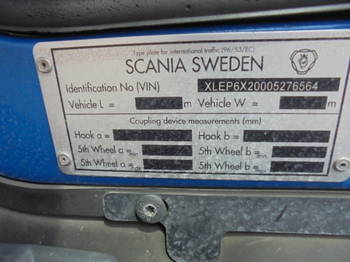 Type plate for international traffic (96/53/EC)
SCANIA SWEDEN
Identification No (VIN) XLEP6X20005276564
Vehicle L = m Vehicle W = m
Coupling device measurements (mm)
Hook a = Hook b =
5th Wheel a = 5th Wheel b =
5th Wheel a = 5th Wheel b =